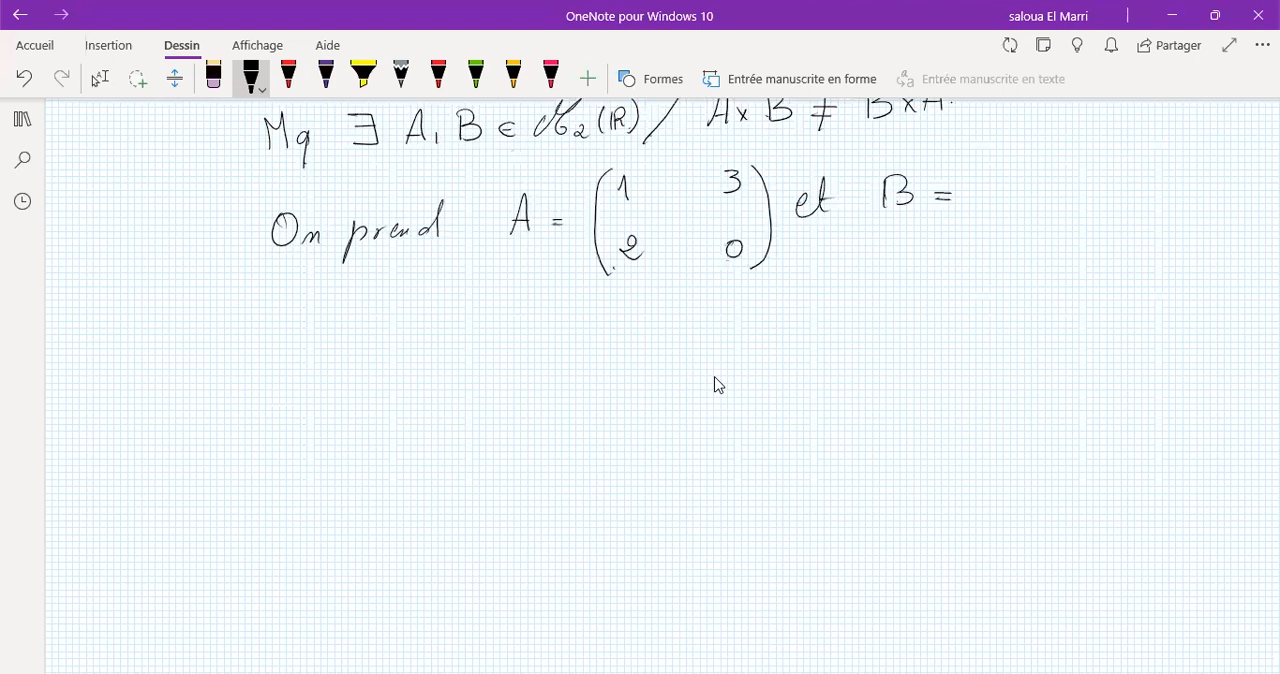 OneNote pour Windows 10
saloua El Marri
Accueil Insertion Dessin Affichage Aide
Partager
Formes Entrée manuscrite en forme Entrée manuscrite en texte
Mq ∃ A, B ∈ ℳ₂(ℝ) / A × B ≠ B × A.
On prend A = (1 3 et B =
2 0)